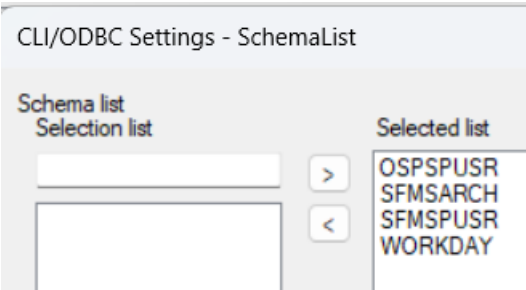 CLI/ODBC Settings - SchemaList
Schema list
Selection list
Selected list
>
<
OSPSPUSR
SFMSARCH
SFMSPUSR
WORKDAY